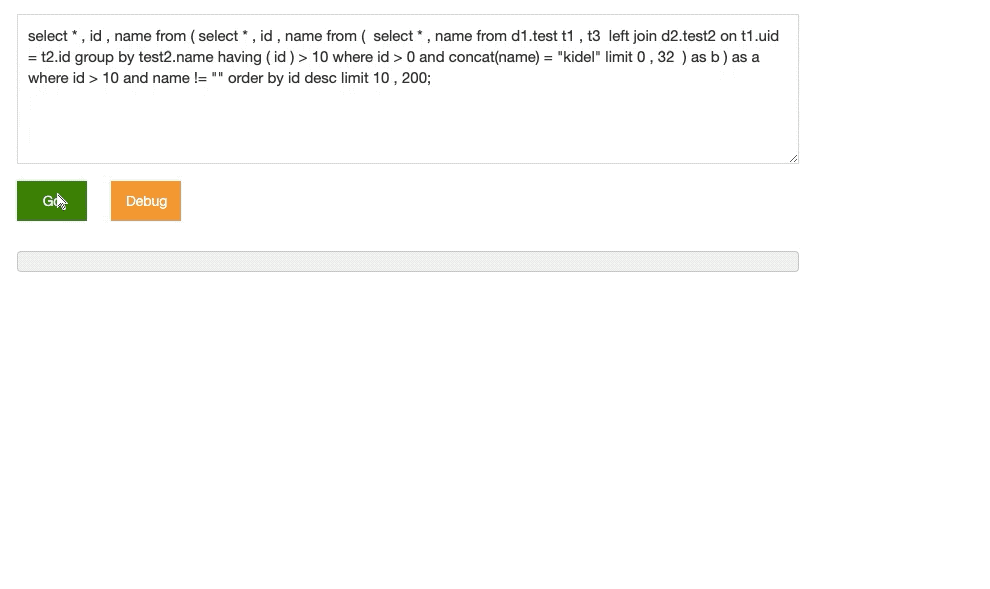 select * , id , name from ( select * , id , name from (  select * , name from d1.test t1 , t3  left join d2.test2 on t1.uid
= t2.id group by test2.name having ( id ) > 10 where id > 0 and concat(name) = "kidel" limit 0 , 32  ) as b ) as a
where id > 10 and name != "" order by id desc limit 10 , 200;
Go
Debug